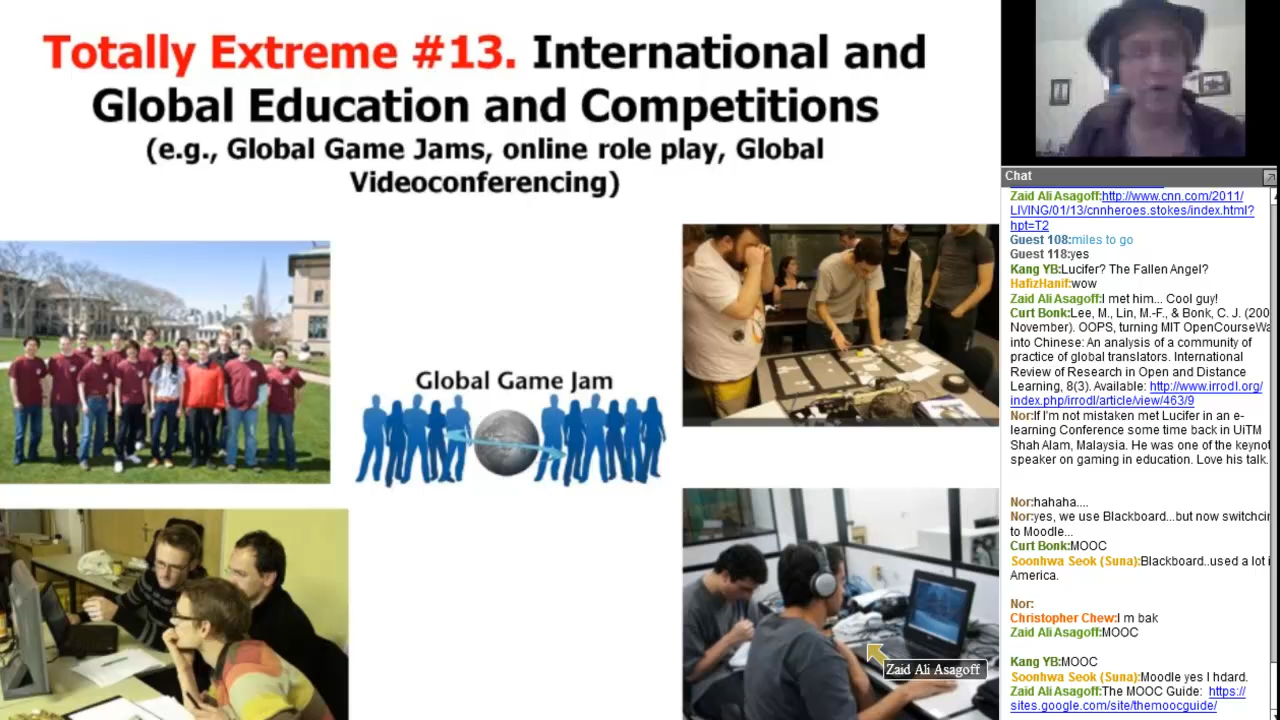 Totally Extreme #13. International and
Global Education and Competitions
(e.g., Global Game Jams, online role play, Global
Videoconferencing)
Global Game Jam
Zaid Ali Asagoff
Chat
Zaid Ali Asagoff:http://www.cnn.com/2011/
LIVING/01/13/cnnheroes.stokes/index.html?
hpt=T2
Guest 108:miles to go
Guest 118:yes
Kang YB:Lucifer? The Fallen Angel?
HafizHanif:wow
Zaid Ali Asagoff:I met him... Cool guy!
Curt Bonk:Lee, M., Lin, M.-F., & Bonk, C. J. (200
November). OOPS, turning MIT OpenCourseWa
into Chinese: An analysis of a community of
practice of global translators. International
Review of Research in Open and Distance
Learning, 8(3). Available: http://www.irrodl.org/
index.php/irrodl/article/view/463/9
Nor:If I'm not mistaken met Lucifer in an e-
learning Conference some time back in UiTM
Shah Alam, Malaysia. He was one of the keynot
speaker on gaming in education. Love his talk.
Nor:hahaha....
Nor:yes, we use Blackboard...but now switchin
to Moodle...
Curt Bonk:MOOC
Soonhwa Seok (Suna):Blackboard..used a lot i
America.
Nor:
Christopher Chew:I m bak
Zaid Ali Asagoff:MOOC
Kang YB:MOOC
Soonhwa Seok (Suna):Moodle yes I hdard.
Zaid Ali Asagoff:The MOOC Guide: https://
sites.google.com/site/themoocguide/